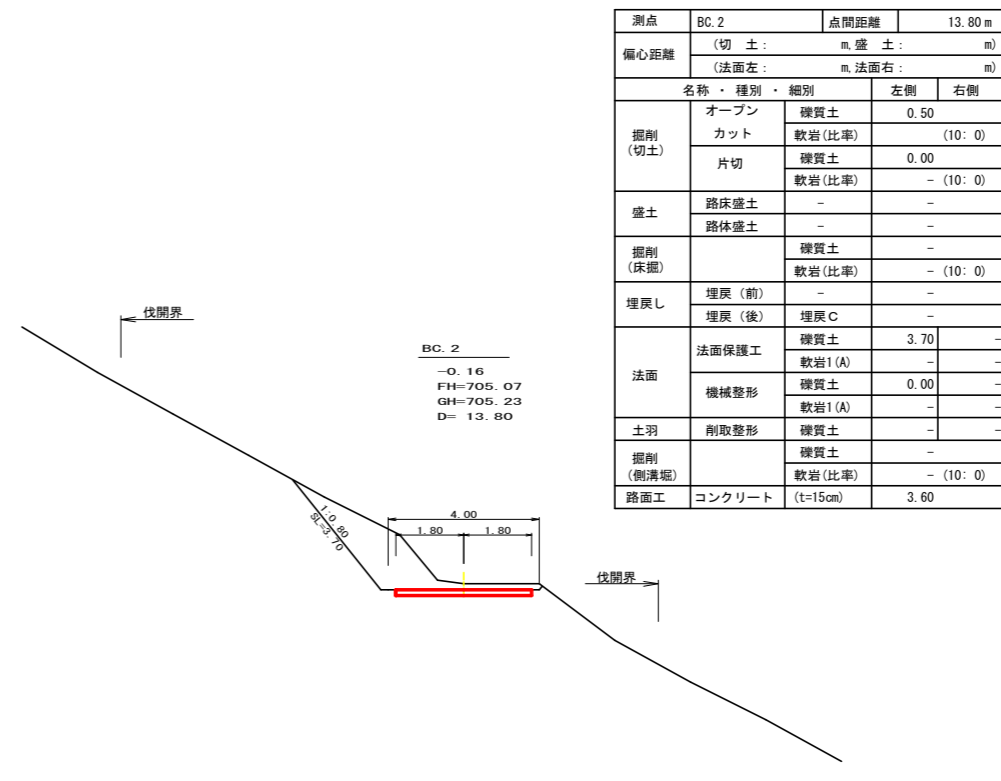 測点 BC.2 点間距離 13.80 m
偏心距離 (切 土: m, 盛 土: m)
(法面左: m, 法面右: m)
名称 ・ 種別 ・ 細別 左側 右側
掘削(切土) オープンカット 礫質土 0.50
軟岩(比率) (10: 0)
片切 礫質土 0.00
軟岩(比率) - (10: 0)
盛土 路床盛土 - -
路体盛土 - -
掘削(床掘) 礫質土 -
軟岩(比率) - (10: 0)
埋戻し 埋戻(前) - -
埋戻(後) 埋戻C -
法面 法面保護工 礫質土 3.70 -
軟岩1(A) - -
機械整形 礫質土 0.00 -
軟岩1(A) - -
土羽 削取整形 礫質土 - -
掘削(側溝堀) 礫質土 -
軟岩(比率) - (10: 0)
路面工 コンクリート (t=15cm) 3.60
伐開界
BC. 2
-0.16
FH=705.07
GH=705.23
D= 13.80
1:0.80
SL=3.70
4.00
1.80 1.80
伐開界